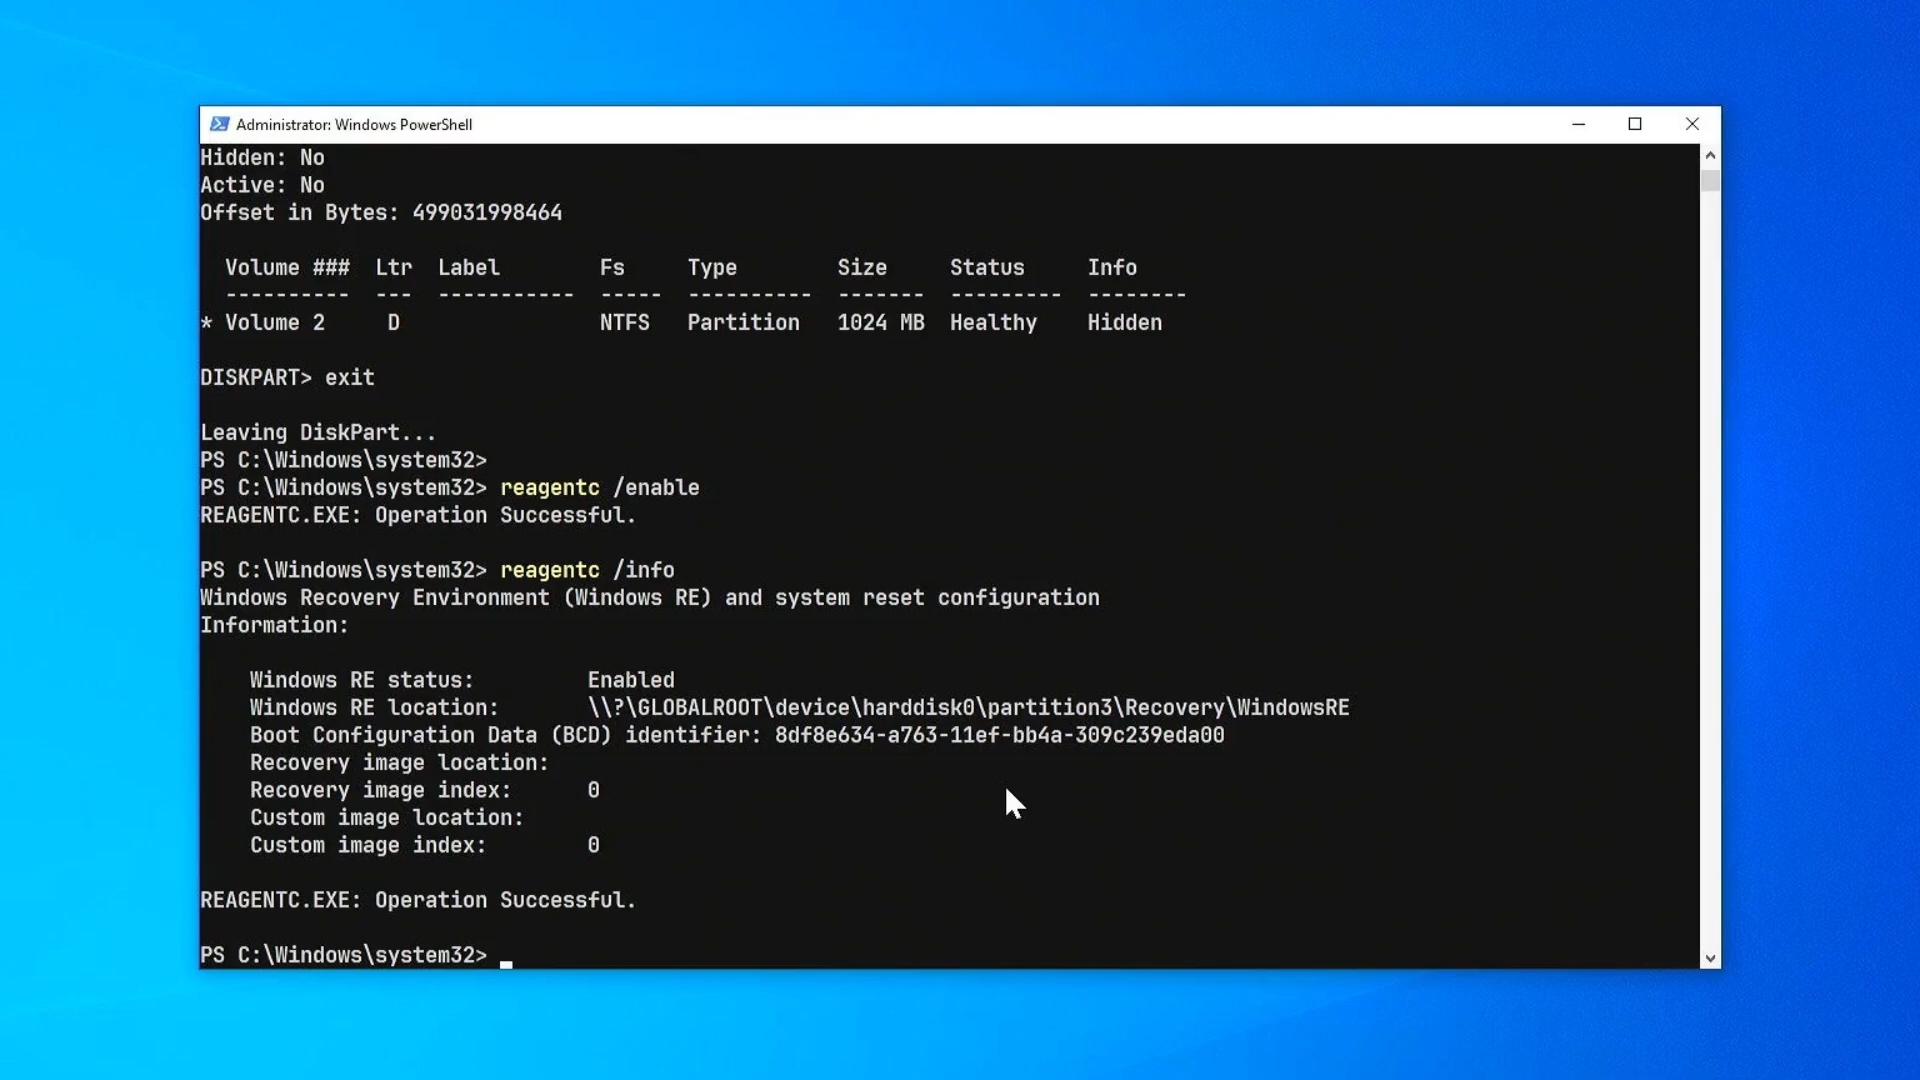 Administrator: Windows PowerShell
Hidden: No
Active: No
Offset in Bytes: 499031998464
  Volume ###  Ltr  Label        Fs     Type        Size     Status     Info
  ----------  ---  -----------  -----  ----------  -------  ---------  --------
* Volume 2     D                NTFS   Partition   1024 MB  Healthy    Hidden
DISKPART> exit
Leaving DiskPart...
PS C:\Windows\system32>
PS C:\Windows\system32> reagentc /enable
REAGENTC.EXE: Operation Successful.
PS C:\Windows\system32> reagentc /info
Windows Recovery Environment (Windows RE) and system reset configuration
Information:
    Windows RE status:         Enabled
    Windows RE location:       \\?\GLOBALROOT\device\harddisk0\partition3\Recovery\WindowsRE
    Boot Configuration Data (BCD) identifier: 8df8e634-a763-11ef-bb4a-309c239eda00
    Recovery image location:
    Recovery image index:      0
    Custom image location:
    Custom image index:        0
REAGENTC.EXE: Operation Successful.
PS C:\Windows\system32>